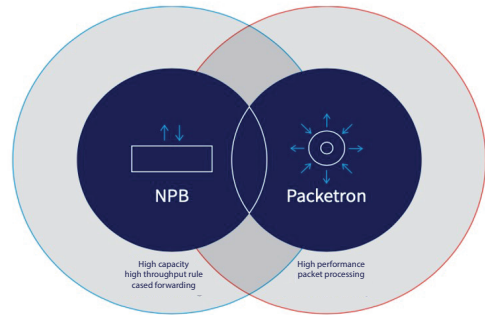 NPB
Packetron
High capacity
high throughput rule
cased forwarding
High performance
packet processing